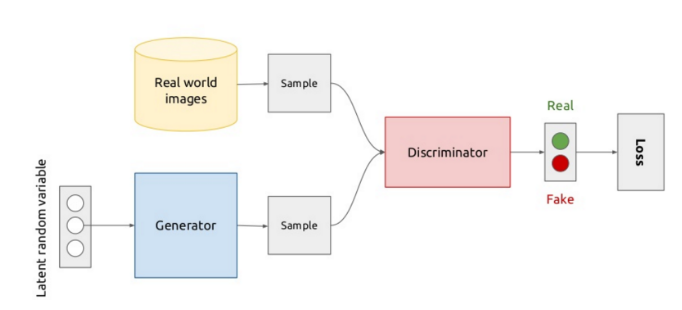 Real world
images
Sample
Real
Discriminator
Loss
Fake
Latent random variable
Generator
Sample